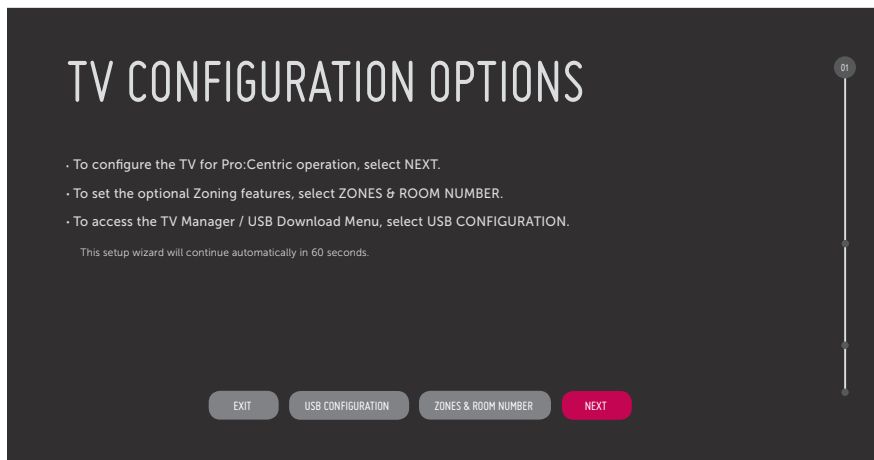 TV CONFIGURATION OPTIONS
01
• To configure the TV for Pro:Centric operation, select NEXT.
• To set the optional Zoning features, select ZONES & ROOM NUMBER.
• To access the TV Manager / USB Download Menu, select USB CONFIGURATION.
This setup wizard will continue automatically in 60 seconds.
EXIT USB CONFIGURATION ZONES & ROOM NUMBER NEXT